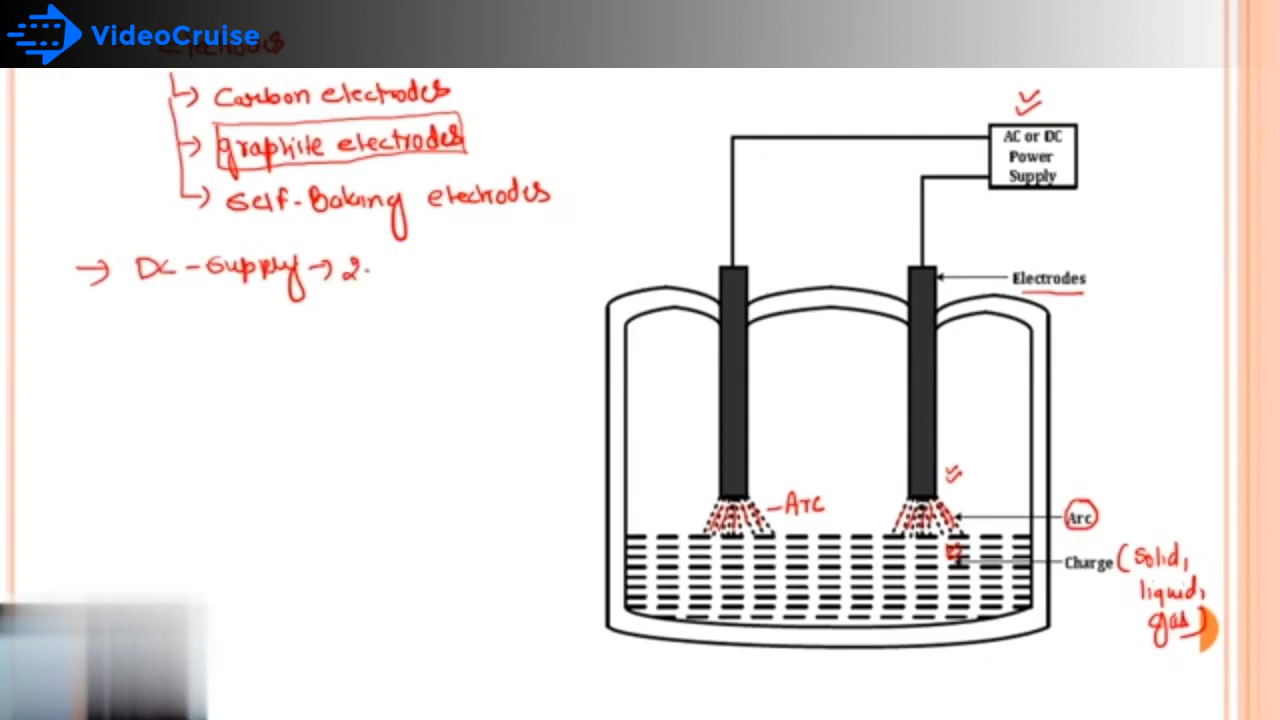 VideoCruise
→ Carbon electrodes
→ graphite electrodes
→ Self-Baking electrodes
→ DC-supply → 2.
AC or DC
Power
Supply
Electrodes
Arc
Arc
Charge (solid,
liquid,
gas)